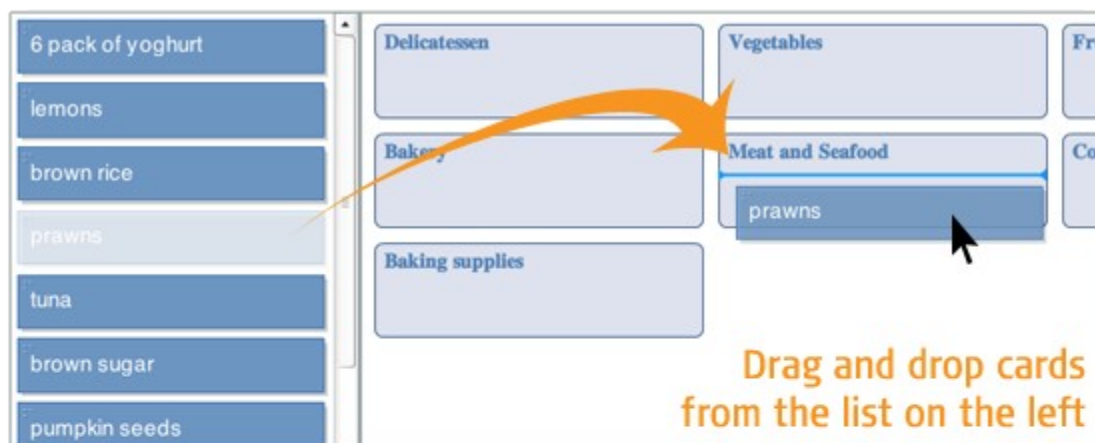 6 pack of yoghurt
lemons
brown rice
prawns
tuna
brown sugar
pumpkin seeds
Delicatessen
Vegetables
Bakery
Meat and Seafood
prawns
Baking supplies
Drag and drop cards
from the list on the left